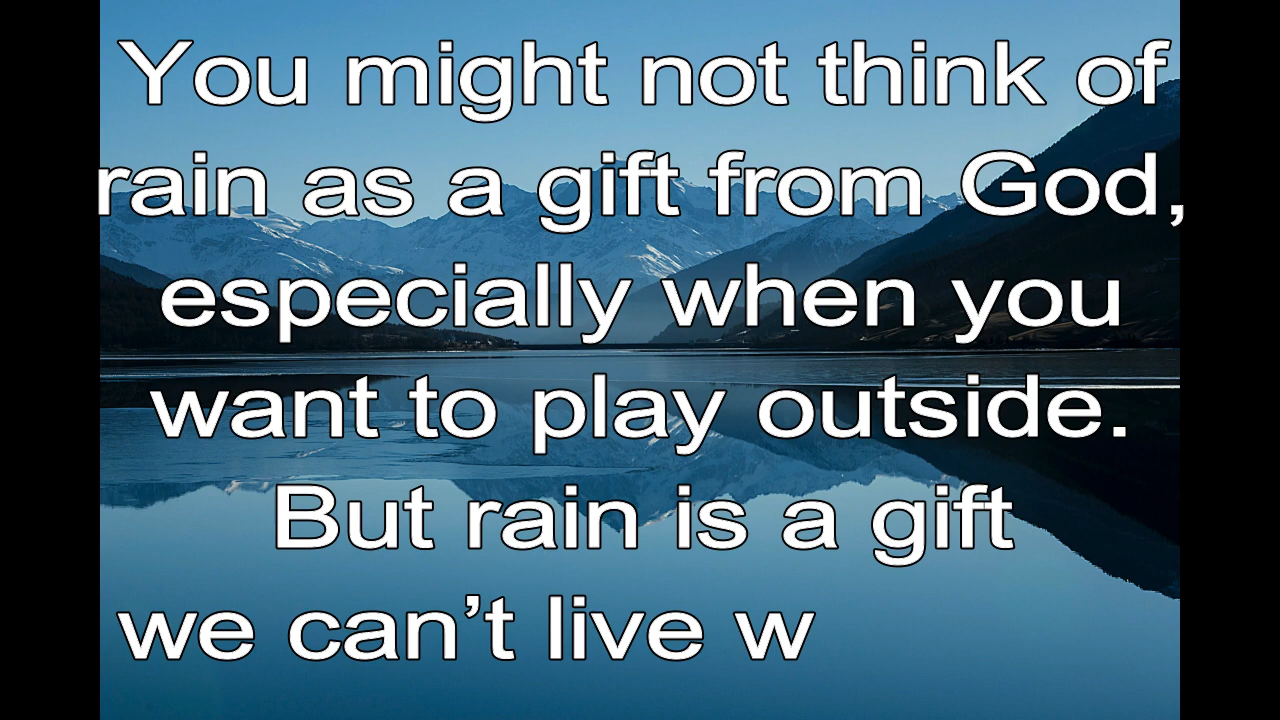 You might not think of
rain as a gift from God,
especially when you
want to play outside.
But rain is a gift
we can’t live w